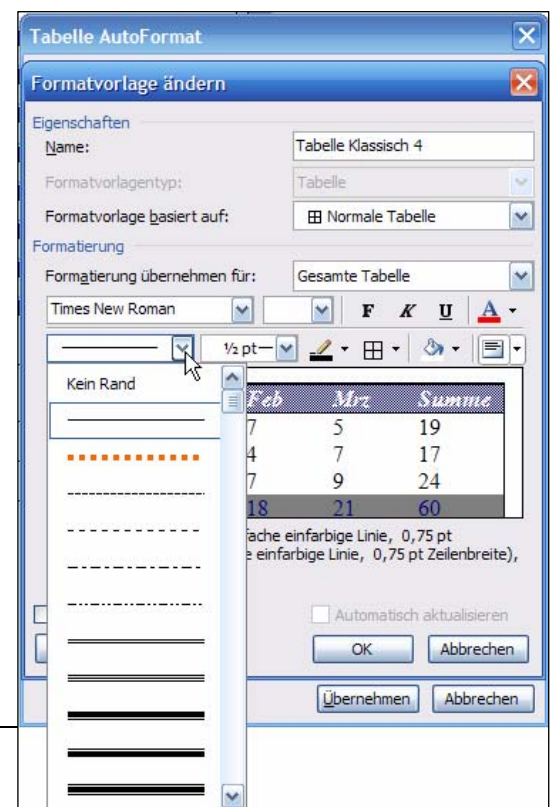 Tabelle AutoFormat
Formatvorlage ändern
Eigenschaften
Name: Tabelle Klassisch 4
Formatvorlagentyp: Tabelle
Formatvorlage basiert auf: Normale Tabelle
Formatierung
Formatierung übernehmen für: Gesamte Tabelle
Times New Roman F K U A
½ pt
Kein Rand
Feb Mrz Summe
7 5 19
4 7 17
7 9 24
18 21 60
fache einfarbige Linie, 0,75 pt
e einfarbige Linie, 0,75 pt Zeilenbreite),
Automatisch aktualisieren
OK Abbrechen
Übernehmen Abbrechen